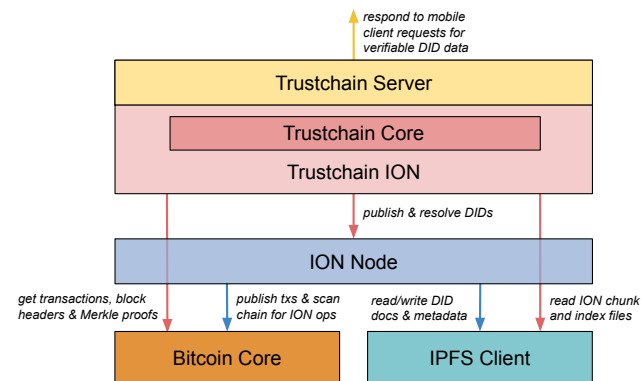 respond to mobile
client requests for
verifiable DID data
Trustchain Server
Trustchain Core
Trustchain ION
publish & resolve DIDs
ION Node
get transactions, block
headers & Merkle proofs
publish txs & scan
chain for ION ops
read/write DID
docs & metadata
read ION chunk
and index files
Bitcoin Core
IPFS Client